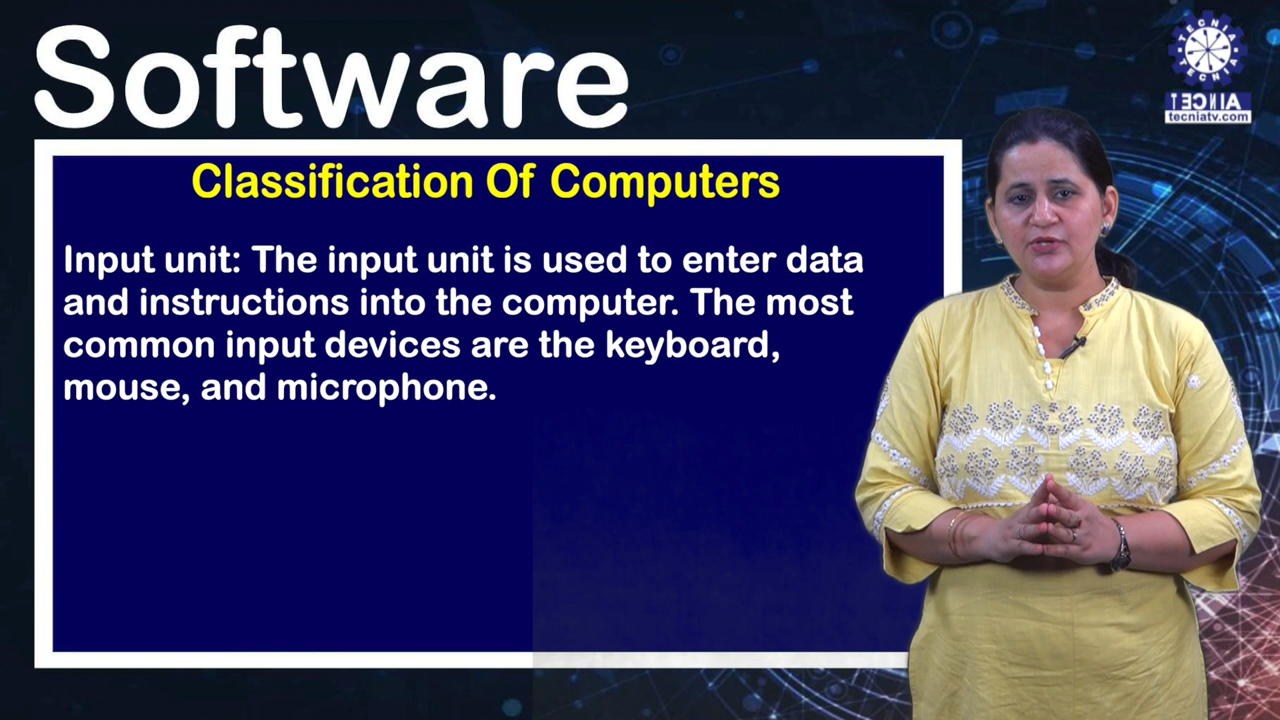 Software
TECNIA
TECNIA
tecniatv.com
Classification Of Computers
Input unit: The input unit is used to enter data
and instructions into the computer. The most
common input devices are the keyboard,
mouse, and microphone.